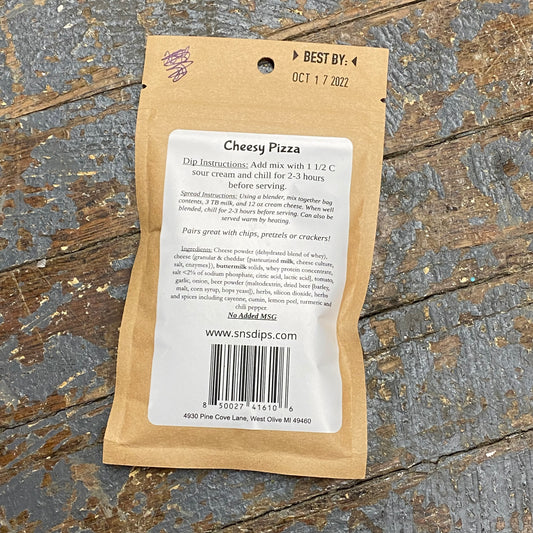 BEST BY:
OCT 17 2022
Cheesy Pizza
Dip Instructions: Add mix with 1 1/2 C
sour cream and chill for 2-3 hours
before serving.
Spread Instructions: Using a blender, mix together bag
contents, 3 TB milk, and 12 oz cream cheese. When well
blended, chill for 2-3 hours before serving. Can also be
served warm by heating.
Pairs great with chips, pretzels or crackers!
Ingredients: Cheese powder (dehydrated blend of whey),
cheese (granular & cheddar [pasteurized milk, cheese culture,
salt, enzymes]), buttermilk solids, whey protein concentrate,
salt <2% of sodium phosphate, citric acid, lactic acid], tomato,
garlic, onion, beer powder (maltodextrin, dried beer [barley,
malt, corn syrup, hops yeast]), herbs, silicon dioxide, herbs
and spices including cayenne, cumin, lemon peel, turmeric and
chili pepper
No Added MSG
www.snsdips.com
8 50027 41610 6
4930 Pine Cove Lane, West Olive MI 49460